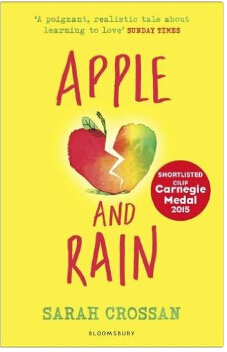 'A poignant, realistic tale about
learning to love' SUNDAY TIMES
APPLE
SHORTLISTED
CILIP
Carnegie
Medal
2015
AND
RAIN
SARAH CROSSAN
BLOOMSBURY